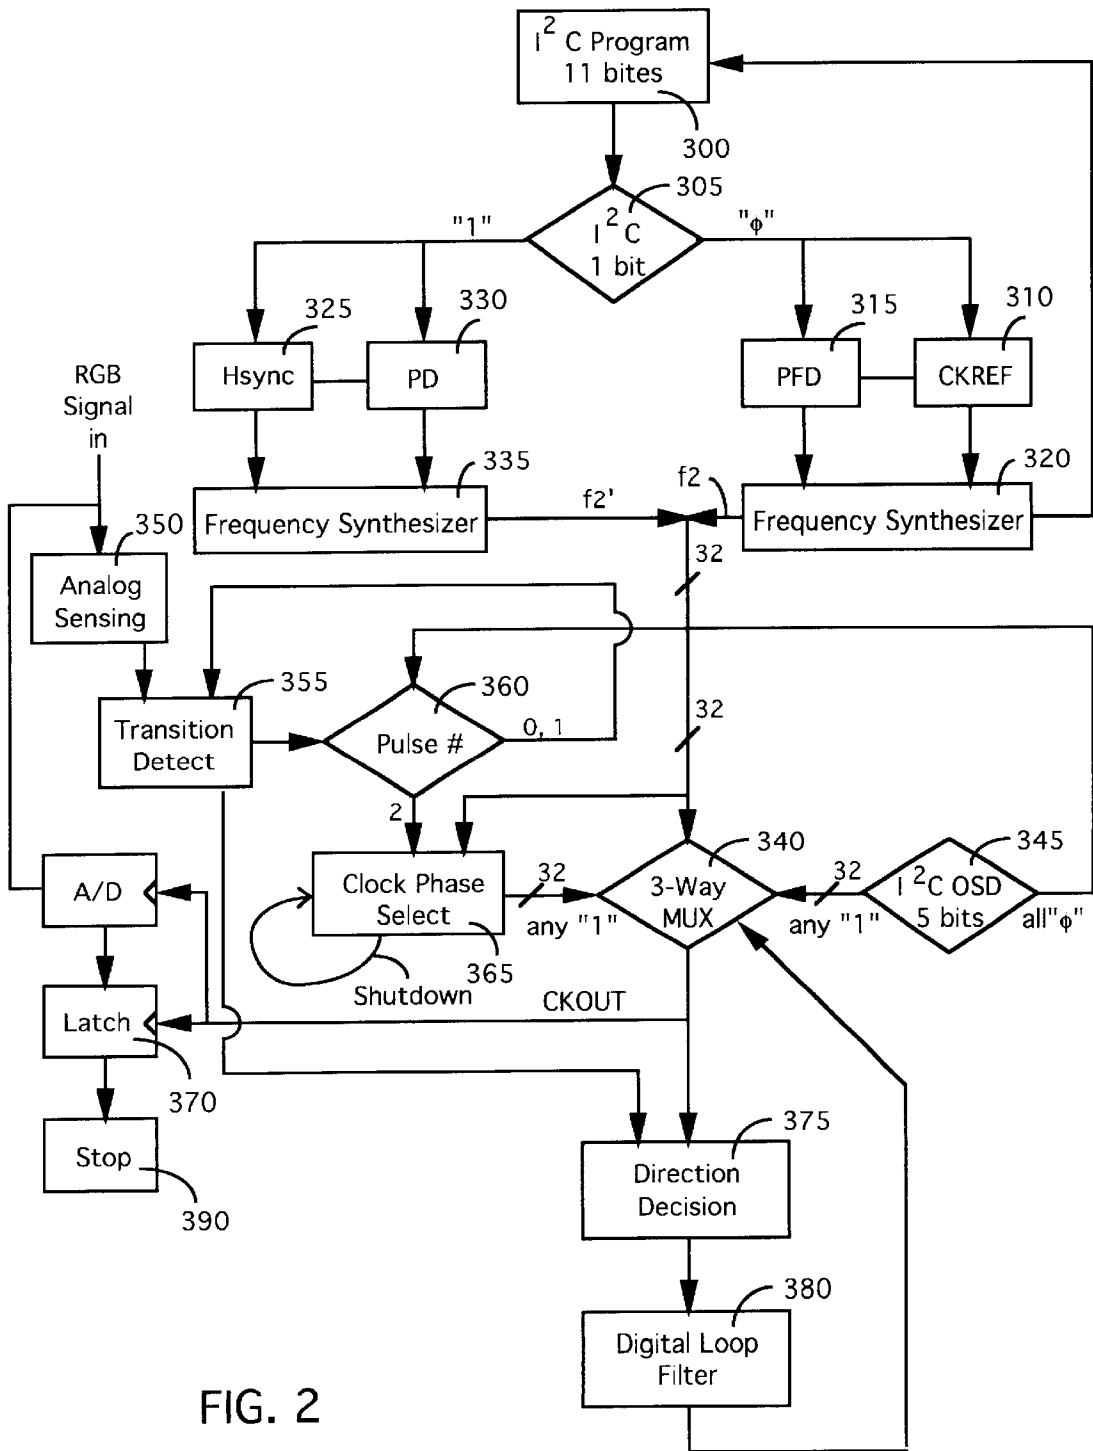 I² C Program
11 bites
300
305
"1"
I² C
1 bit
"ϕ"
325
330
315
310
RGB
Signal
in
Hsync
PD
PFD
CKREF
335
320
Frequency Synthesizer
f2'
f2
Frequency Synthesizer
350
32
Analog
Sensing
355
360
32
Transition
Detect
Pulse #
0, 1
2
340
345
A/D
Clock Phase
Select
32
any "1"
3-Way
MUX
32
any "1"
I²C OSD
5 bits
all"ϕ"
365
Shutdown
CKOUT
Latch
370
375
Stop
390
Direction
Decision
380
Digital Loop
Filter
FIG. 2